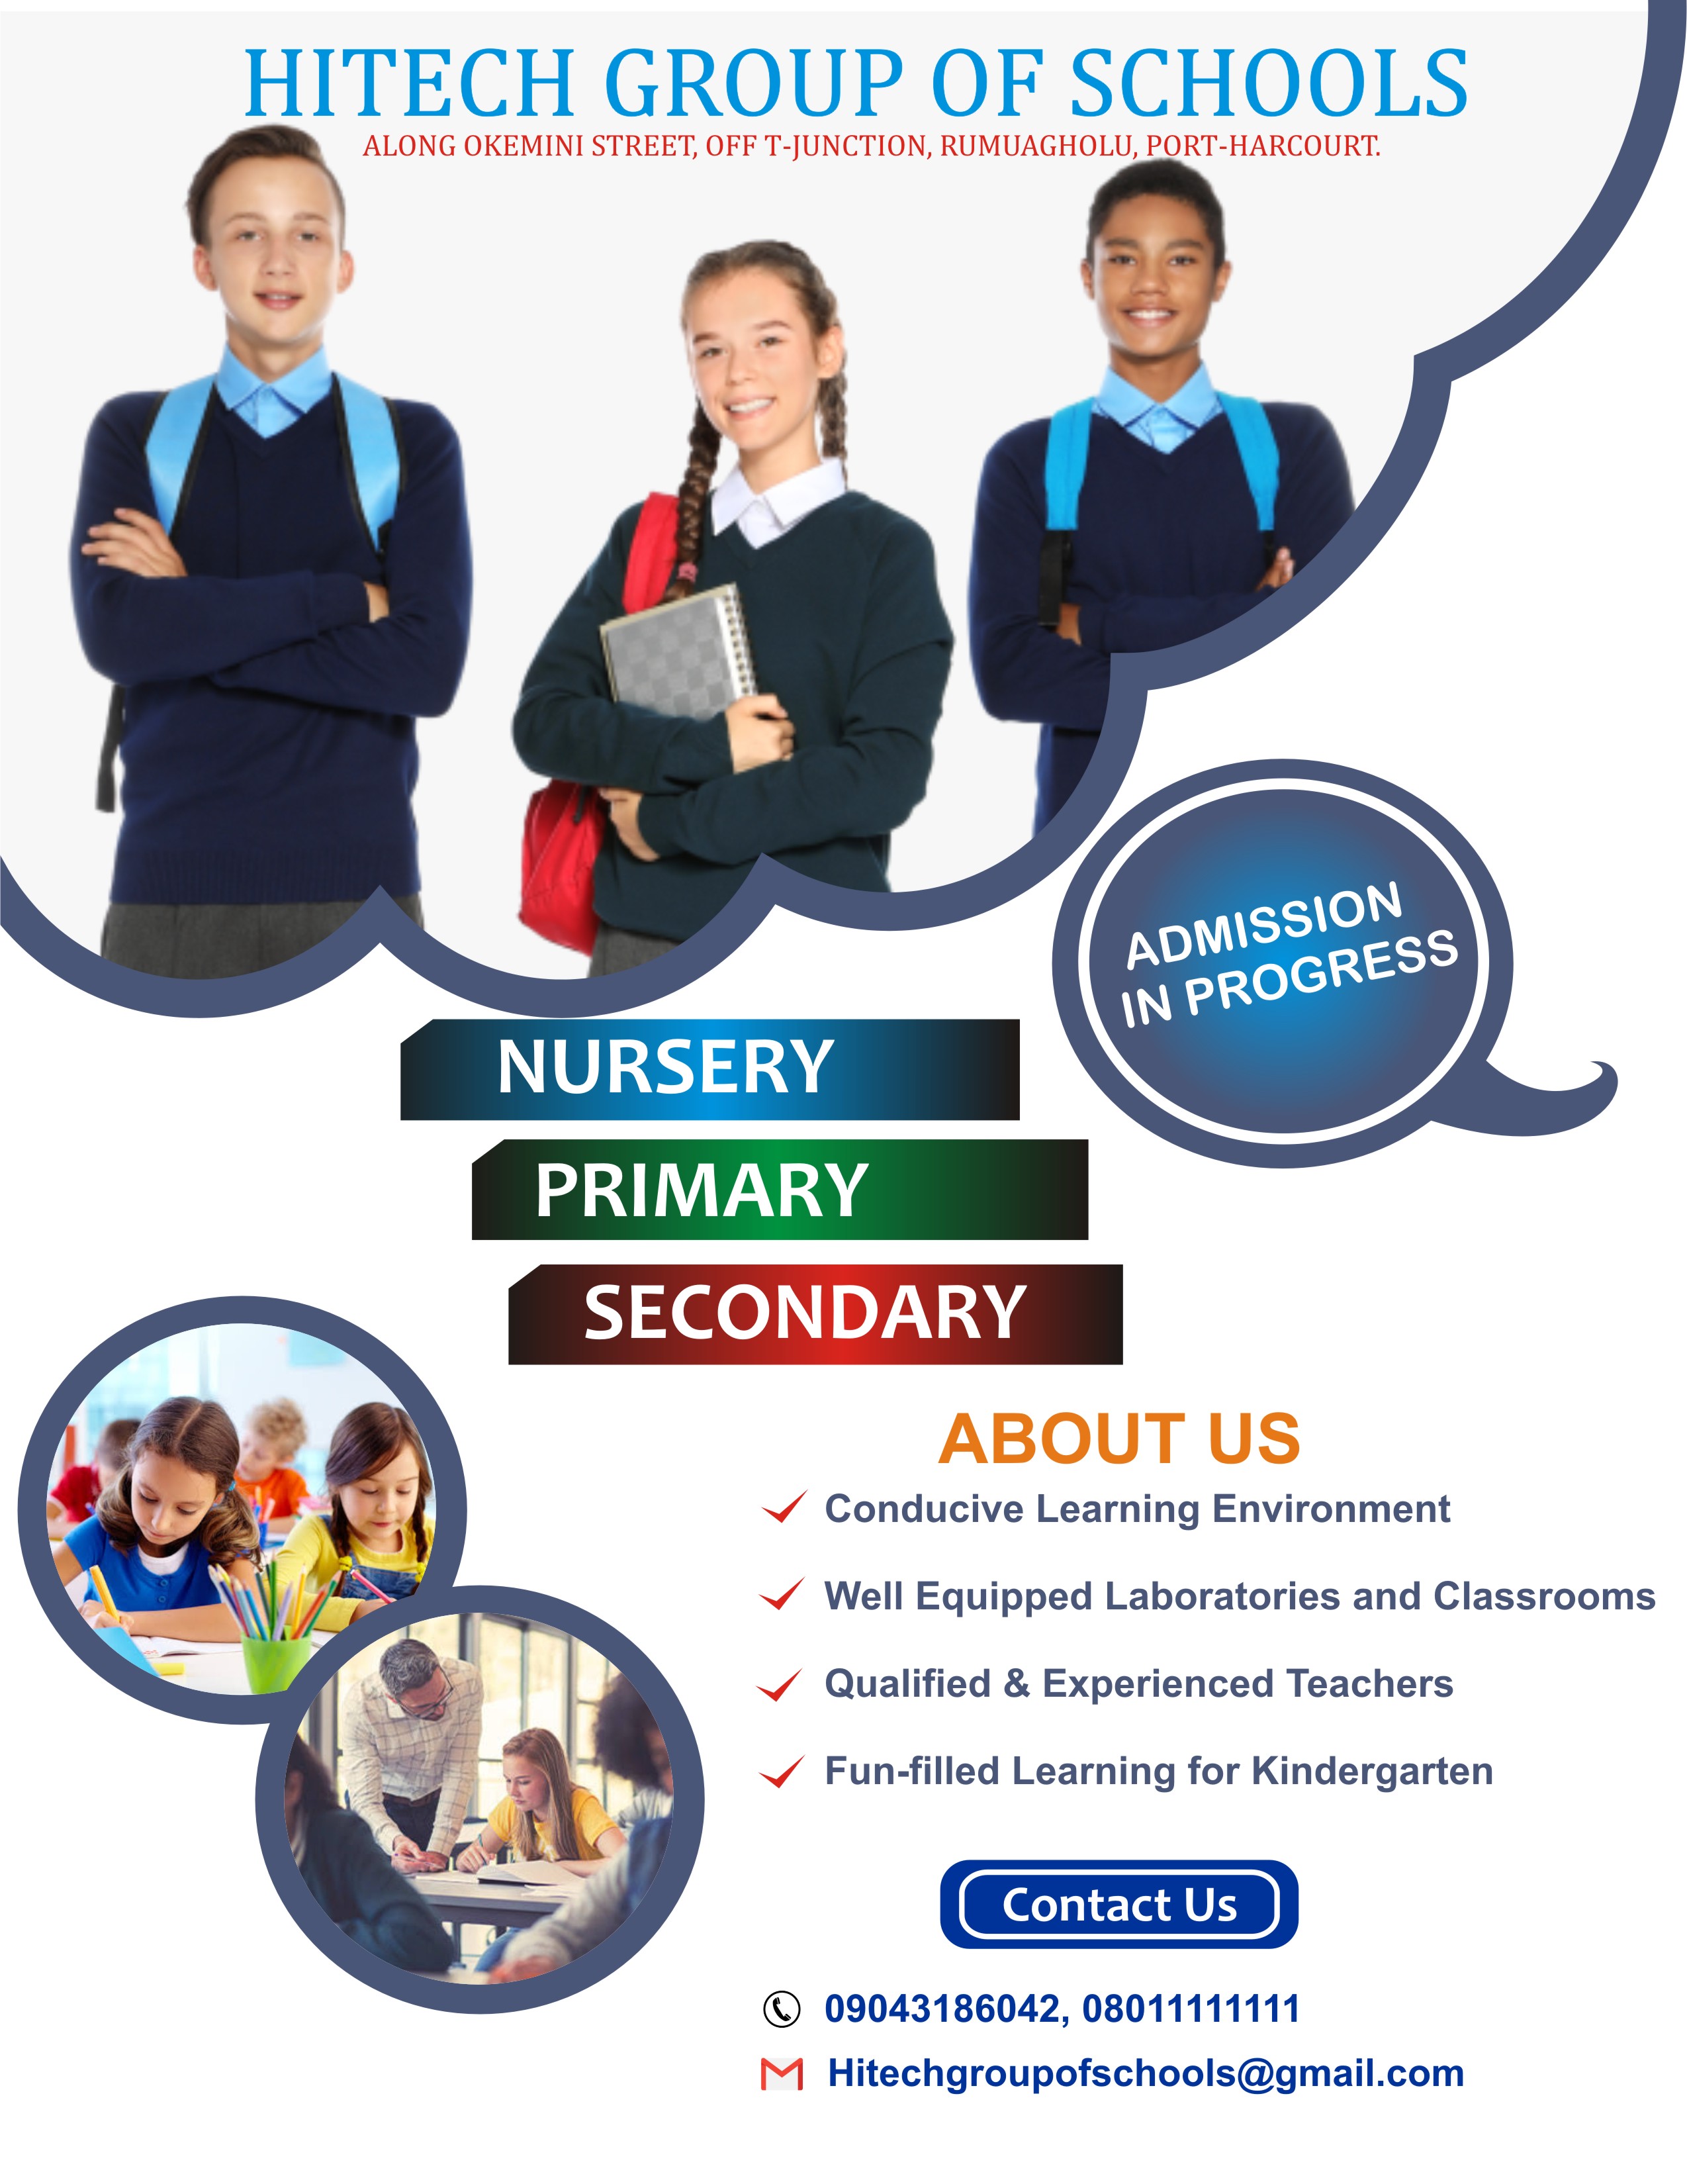 HITECH GROUP OF SCHOOLS
ALONG OKEMINI STREET, OFF T-JUNCTION, RUMUAGHOLU, PORT-HARCOURT.
ADMISSION
IN PROGRESS
NURSERY
PRIMARY
SECONDARY
ABOUT US
Conducive Learning Environment
Well Equipped Laboratories and Classrooms
Qualified & Experienced Teachers
Fun-filled Learning for Kindergarten
Contact Us
09043186042, 08011111111
Hitechgroupofschools@gmail.com